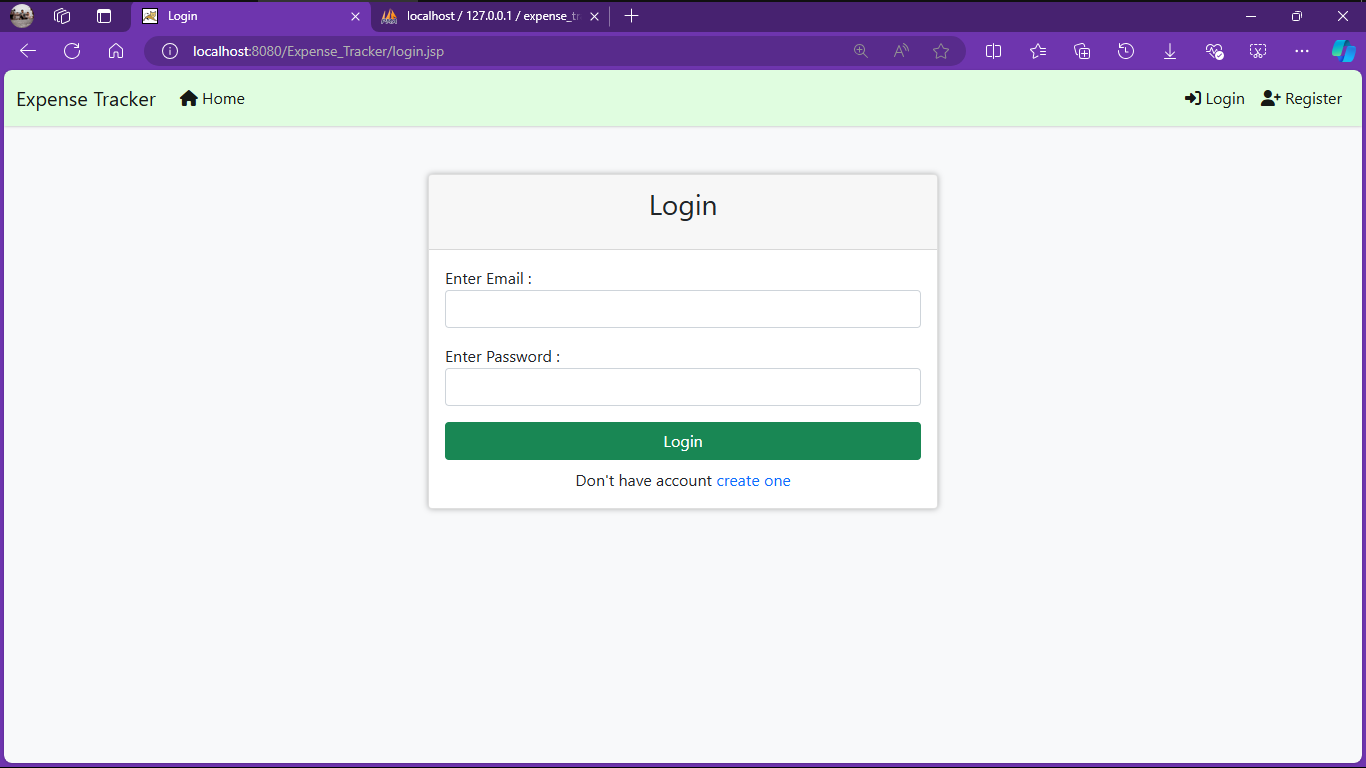 Login
localhost / 127.0.0.1 / expense_tr
localhost:8080/Expense_Tracker/login.jsp
Expense Tracker Home Login Register
Login
Enter Email :
Enter Password :
Login
Don't have account create one